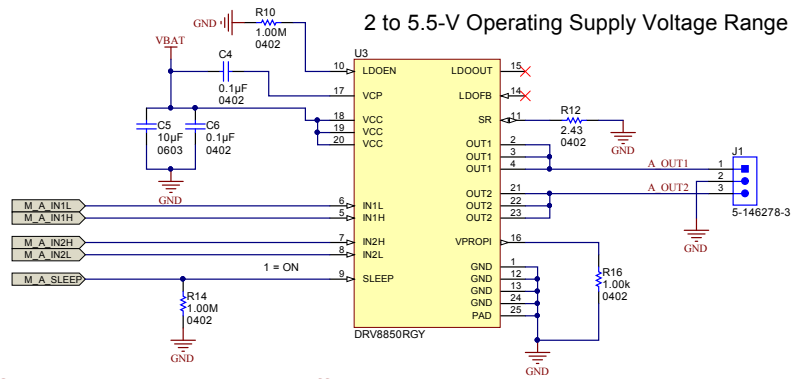 2 to 5.5-V Operating Supply Voltage Range
GND
R10
1.00M
0402
VBAT
C4
0.1µF
0402
C5
10µF
0603
C6
0.1µF
0402
GND
U3
10
LDOEN
17
VCP
18
VCC
19
VCC
20
VCC
6
IN1L
5
IN1H
7
IN2H
8
IN2L
9
SLEEP
LDOOUT
15
LDOFB
14
SR
11
OUT1
2
OUT1
3
OUT1
4
OUT2
21
OUT2
22
OUT2
23
VPROPI
16
GND
1
GND
12
GND
13
GND
24
PAD
25
DRV8850RGY
M_A_IN1L
M_A_IN1H
M_A_IN2H
M_A_IN2L
M_A_SLEEP
1 = ON
R14
1.00M
0402
GND
R12
2.43
0402
GND
A_OUT1
A_OUT2
J1
1
2
3
5-146278-3
GND
R16
1.00k
0402
GND